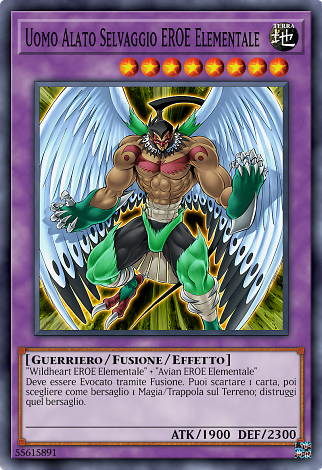 Uomo Alato Selvaggio EROE Elementale
TERRA
地
[Guerriero/Fusione/Effetto]
"Wildheart EROE Elementale" + "Avian EROE Elementale"
Deve essere Evocato tramite Fusione. Puoi scartare 1 carta, poi
scegliere come bersaglio 1 Magia/Trappola sul Terreno; distruggi
quel bersaglio.
ATK/1900 DEF/2300
55615891